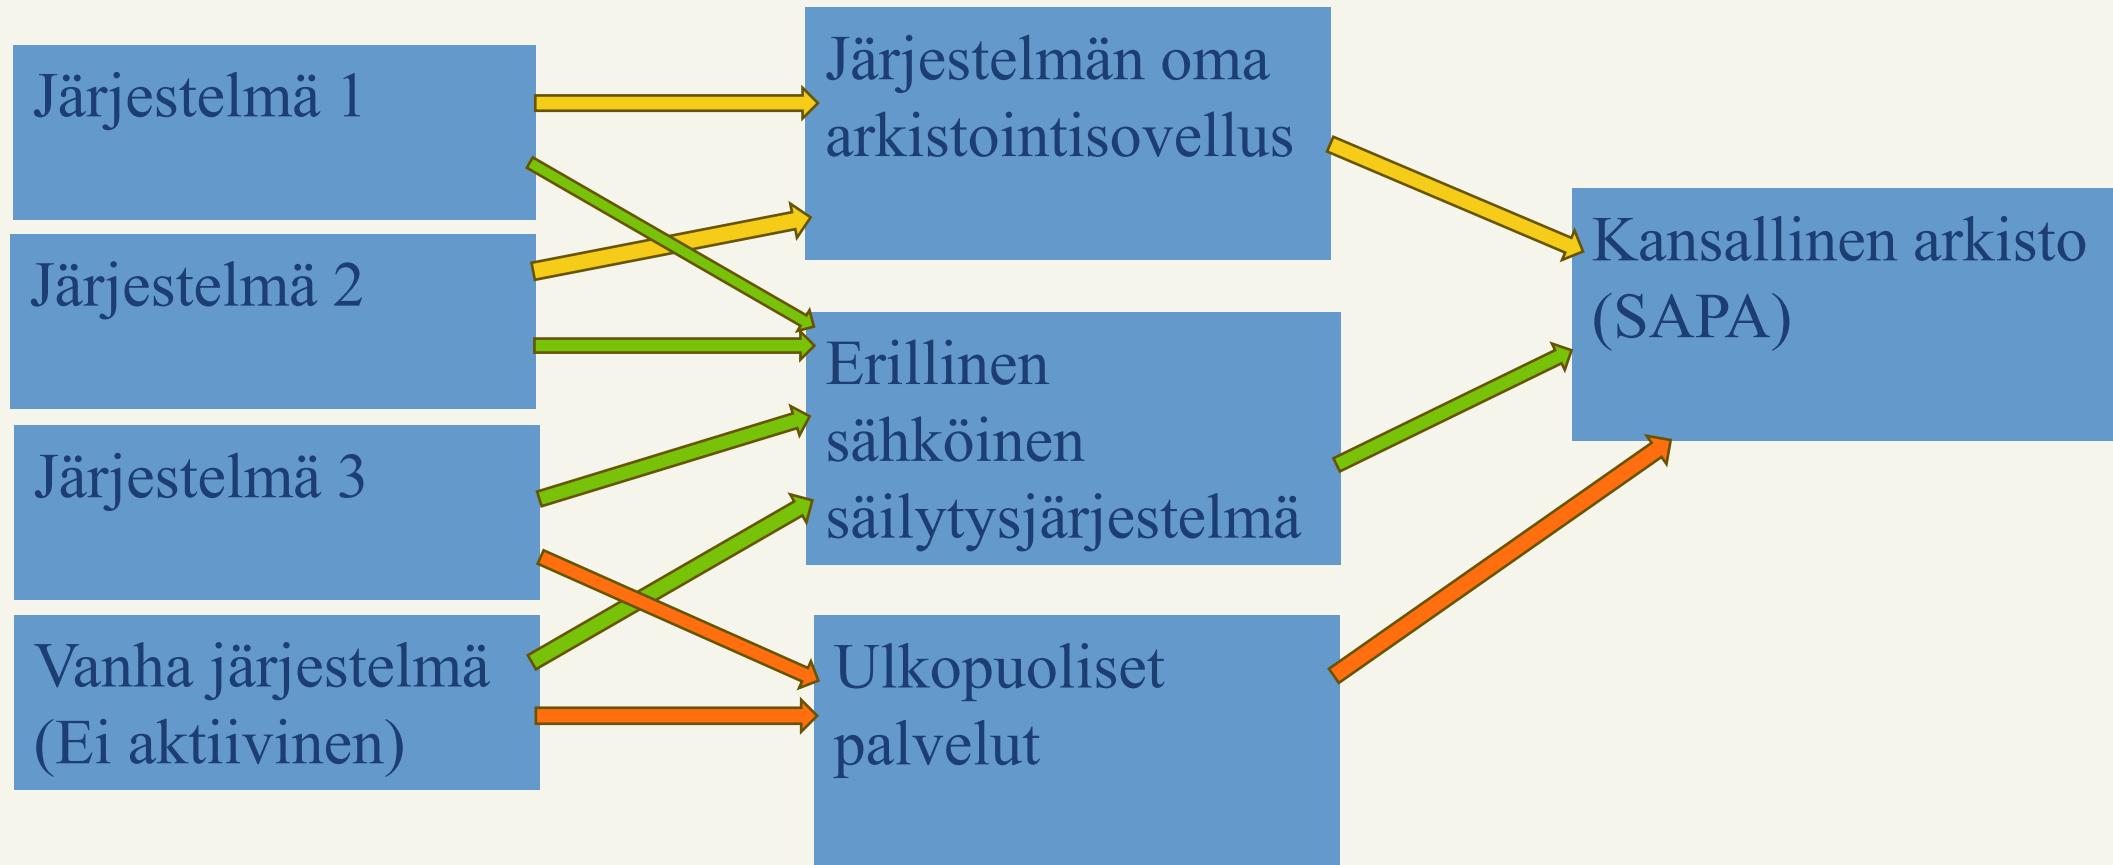 Järjestelmä 1
Järjestelmä 2
Järjestelmä 3
Vanha järjestelmä
(Ei aktiivinen)
Järjestelmän oma
arkistointisovellus
Erillinen
sähköinen
säilytysjärjestelmä
Ulkopuoliset
palvelut
Kansallinen arkisto
(SAPA)